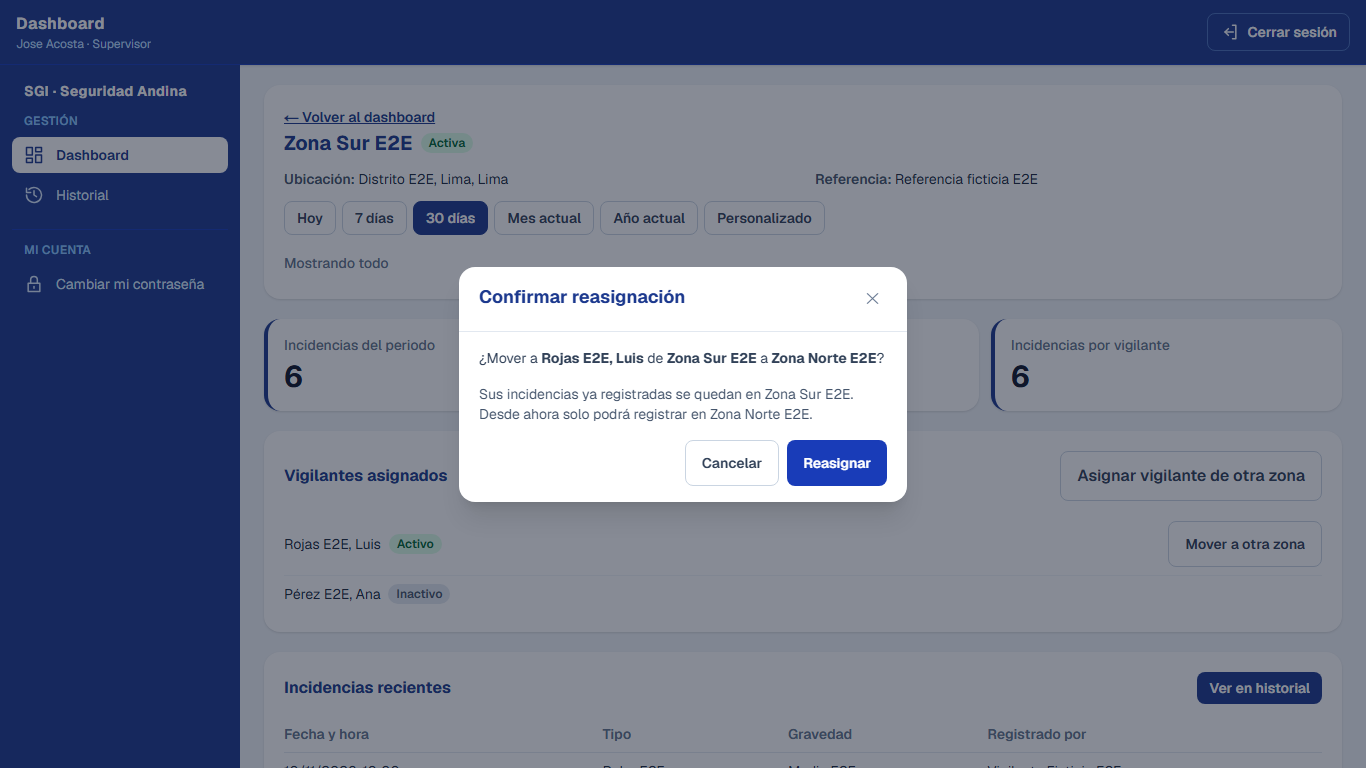 Dashboard
Jose Acosta · Supervisor
Cerrar sesión
SGI · Seguridad Andina
GESTIÓN
Dashboard
Historial
MI CUENTA
Cambiar mi contraseña
← Volver al dashboard
Zona Sur E2E Activa
Ubicación: Distrito E2E, Lima, Lima Referencia: Referencia ficticia E2E
Hoy 7 días 30 días Mes actual Año actual Personalizado
Mostrando todo
Confirmar reasignación
¿Mover a Rojas E2E, Luis de Zona Sur E2E a Zona Norte E2E?
Sus incidencias ya registradas se quedan en Zona Sur E2E.
Desde ahora solo podrá registrar en Zona Norte E2E.
Cancelar Reasignar
Incidencias del periodo
6
Incidencias por vigilante
6
Vigilantes asignados Asignar vigilante de otra zona
Rojas E2E, Luis Activo Mover a otra zona
Pérez E2E, Ana Inactivo
Incidencias recientes Ver en historial
Fecha y hora Tipo Gravedad Registrado por